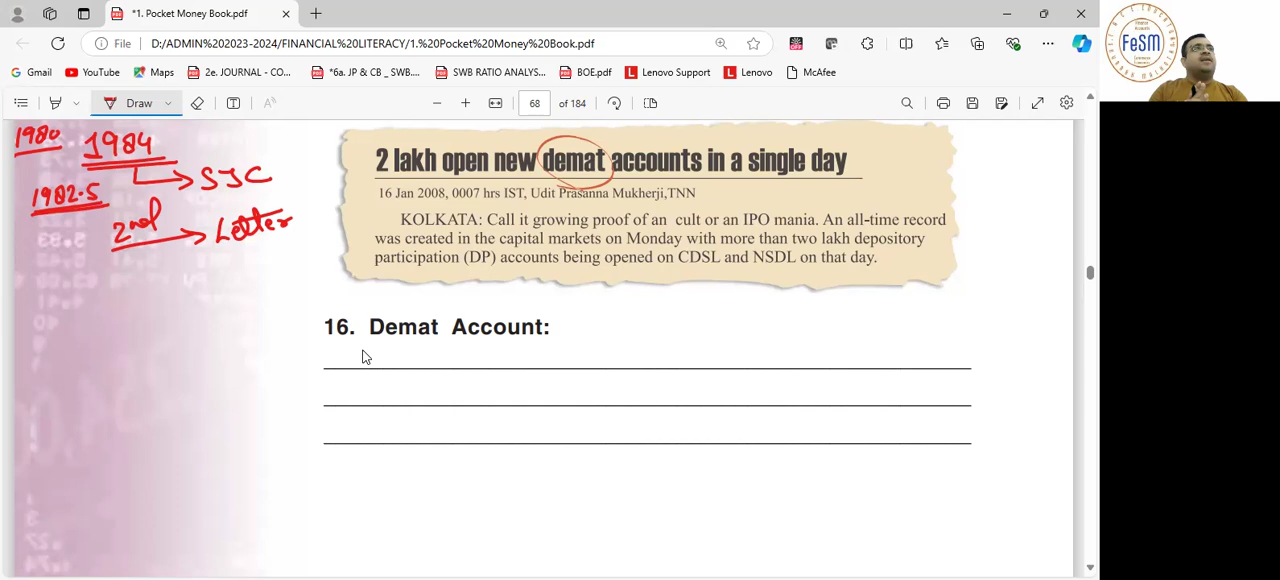 *1. Pocket Money Book.pdf
File D:/ADMIN%202023-2024/FINANCIAL%20LITERACY/1.%20Pocket%20Money%20Book.pdf
Gmail YouTube Maps 2e. JOURNAL - CO... *6a. JP & CB _ SWB.... SWB RATIO ANALYS... BOE.pdf Lenovo Support Lenovo McAfee
Draw 68 of 184
1980
1984
SJC
1982.5
2nd Letter
2 lakh open new demat accounts in a single day
16 Jan 2008, 0007 hrs IST, Udit Prasanna Mukherji,TNN
KOLKATA: Call it growing proof of an cult or an IPO mania. An all-time record
was created in the capital markets on Monday with more than two lakh depository
participation (DP) accounts being opened on CDSL and NSDL on that day.
16. Demat Account:
FeSM